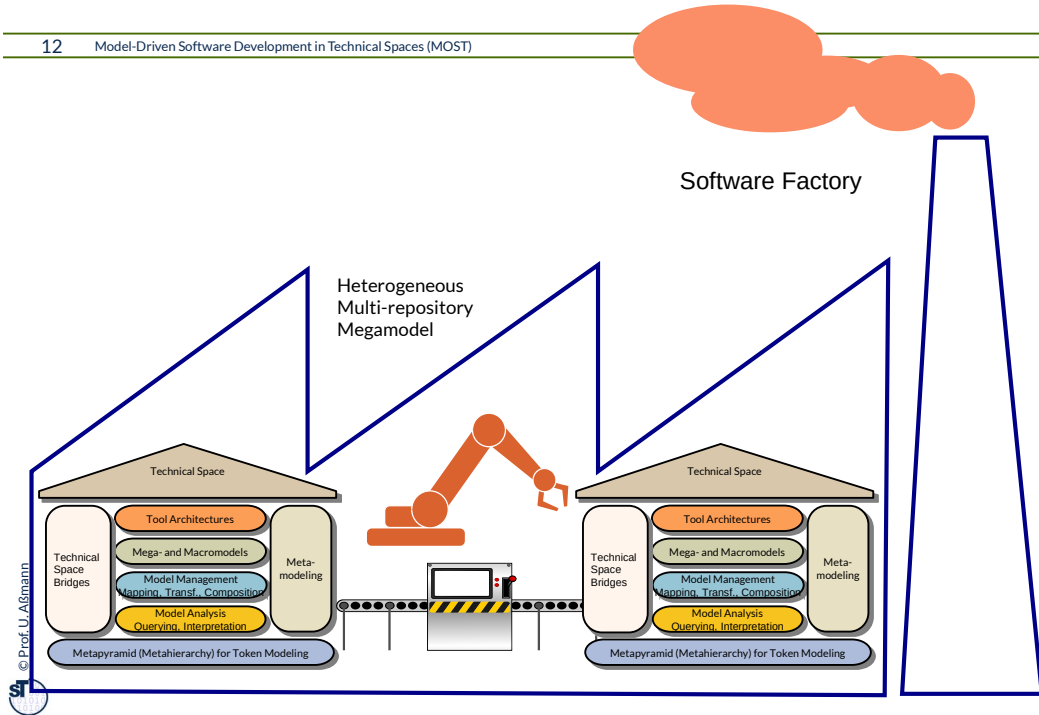 12 Model-Driven Software Development in Technical Spaces (MOST)
Software Factory
Heterogeneous
Multi-repository
Megamodel
Technical Space
Tool Architectures
Technical
Space
Bridges
Mega- and Macromodels
Meta-
modeling
Model Management
Mapping, Transf., Composition
Model Analysis
Querying, Interpretation
Metapyramid (Metahierarchy) for Token Modeling
Technical Space
Tool Architectures
Technical
Space
Bridges
Mega- and Macromodels
Meta-
modeling
Model Management
Mapping, Transf., Composition
Model Analysis
Querying, Interpretation
Metapyramid (Metahierarchy) for Token Modeling
© Prof. U. Aßmann
ST